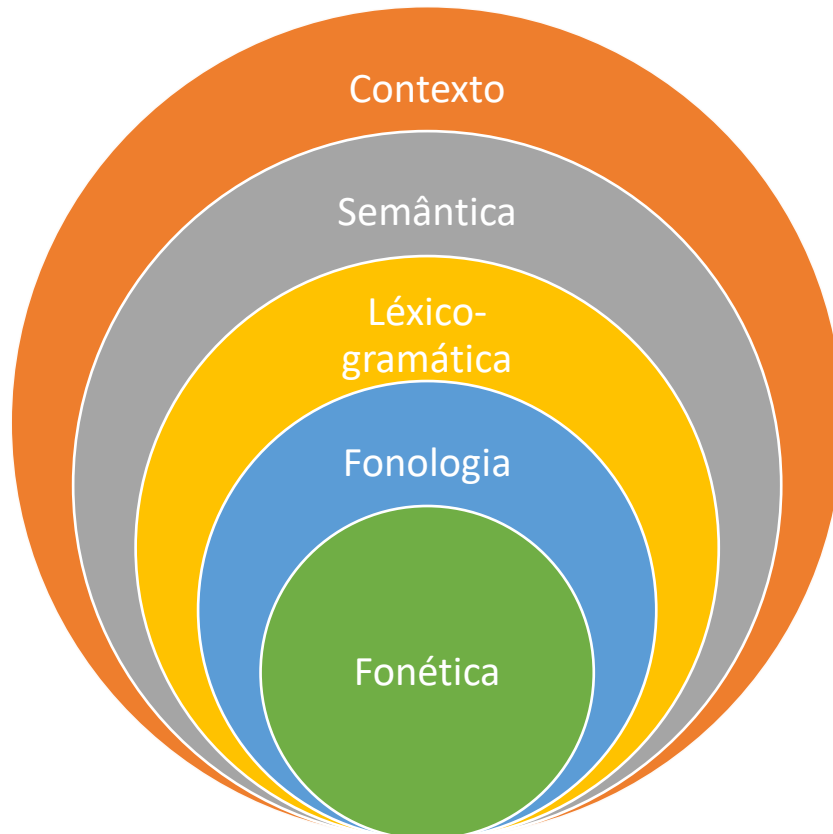 Contexto
Semântica
Léxico-
gramática
Fonologia
Fonética